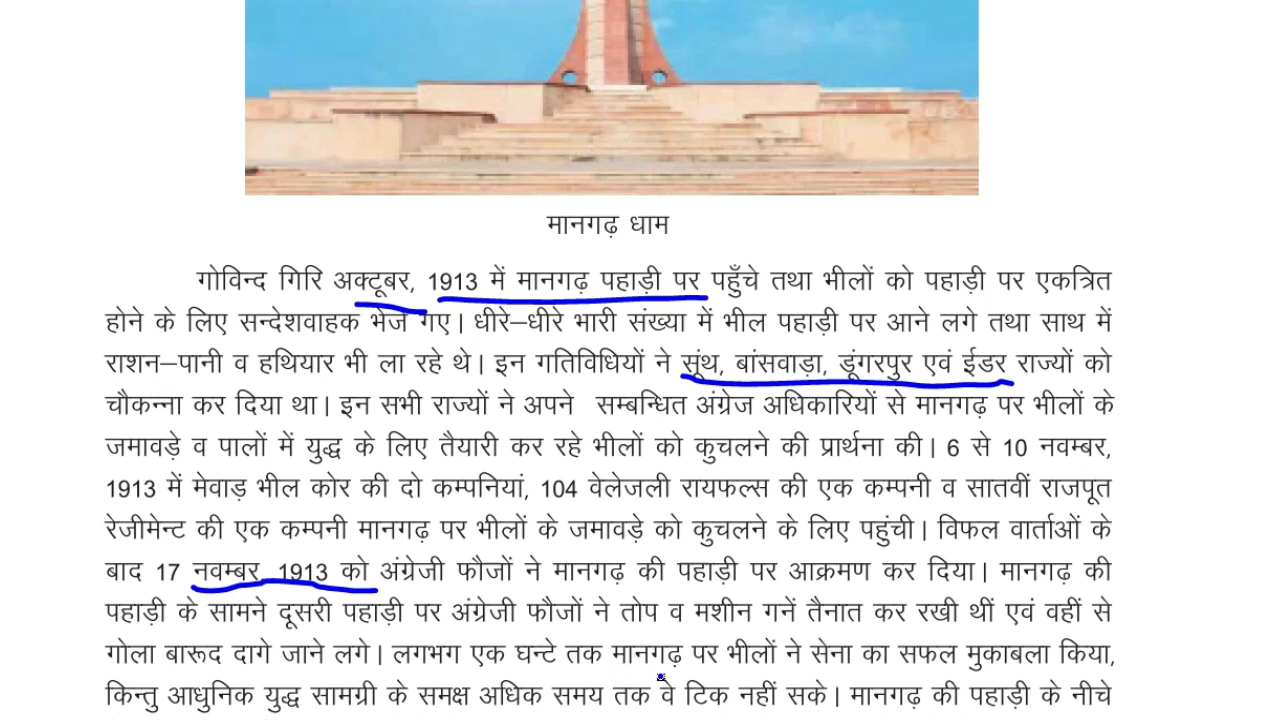 मानगढ़ धाम
गोविन्द गिरि अक्टूबर, 1913 में मानगढ़ पहाड़ी पर पहुँचे तथा भीलों को पहाड़ी पर एकत्रित
होने के लिए सन्देशवाहक भेजे गए। धीरे–धीरे भारी संख्या में भील पहाड़ी पर आने लगे तथा साथ में
राशन–पानी व हथियार भी ला रहे थे। इन गतिविधियों ने सूंथ, बांसवाड़ा, डूंगरपुर एवं ईडर राज्यों को
चौकन्ना कर दिया था। इन सभी राज्यों ने अपने सम्बन्धित अंग्रेज अधिकारियों से मानगढ़ पर भीलों के
जमावड़े व पालों में युद्ध के लिए तैयारी कर रहे भीलों को कुचलने की प्रार्थना की। 6 से 10 नवम्बर,
1913 में मेवाड़ भील कोर की दो कम्पनियां, 104 वेलेजली रायफल्स की एक कम्पनी व सातवीं राजपूत
रेजीमेन्ट की एक कम्पनी मानगढ़ पर भीलों के जमावड़े को कुचलने के लिए पहुंची। विफल वार्ताओं के
बाद 17 नवम्बर, 1913 को अंग्रेजी फौजों ने मानगढ़ की पहाड़ी पर आक्रमण कर दिया। मानगढ़ की
पहाड़ी के सामने दूसरी पहाड़ी पर अंग्रेजी फौजों ने तोप व मशीन गनें तैनात कर रखी थीं एवं वहीं से
गोला बारूद दागे जाने लगे। लगभग एक घन्टे तक मानगढ़ पर भीलों ने सेना का सफल मुकाबला किया,
किन्तु आधुनिक युद्ध सामग्री के समक्ष अधिक समय तक वे टिक नहीं सके। मानगढ़ की पहाड़ी के नीचे